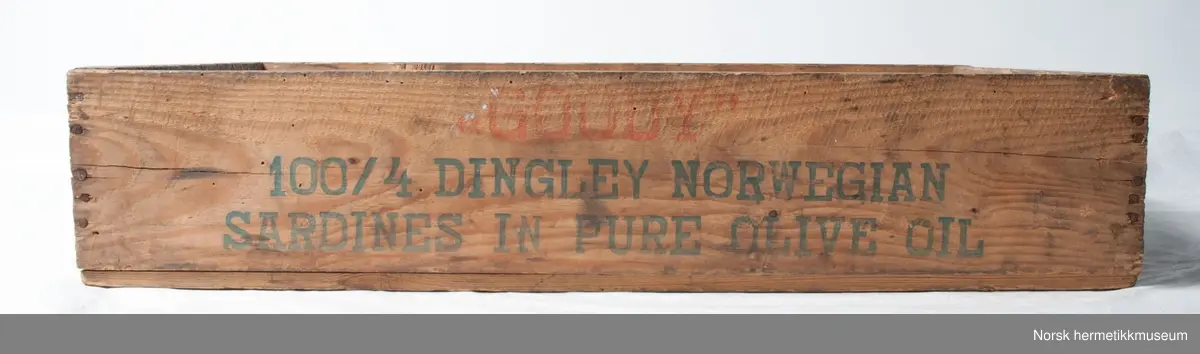 „GOODY”
100/4 DINGLEY NORWEGIAN
SARDINES IN PURE OLIVE OIL
Norsk hermetikkmuseum